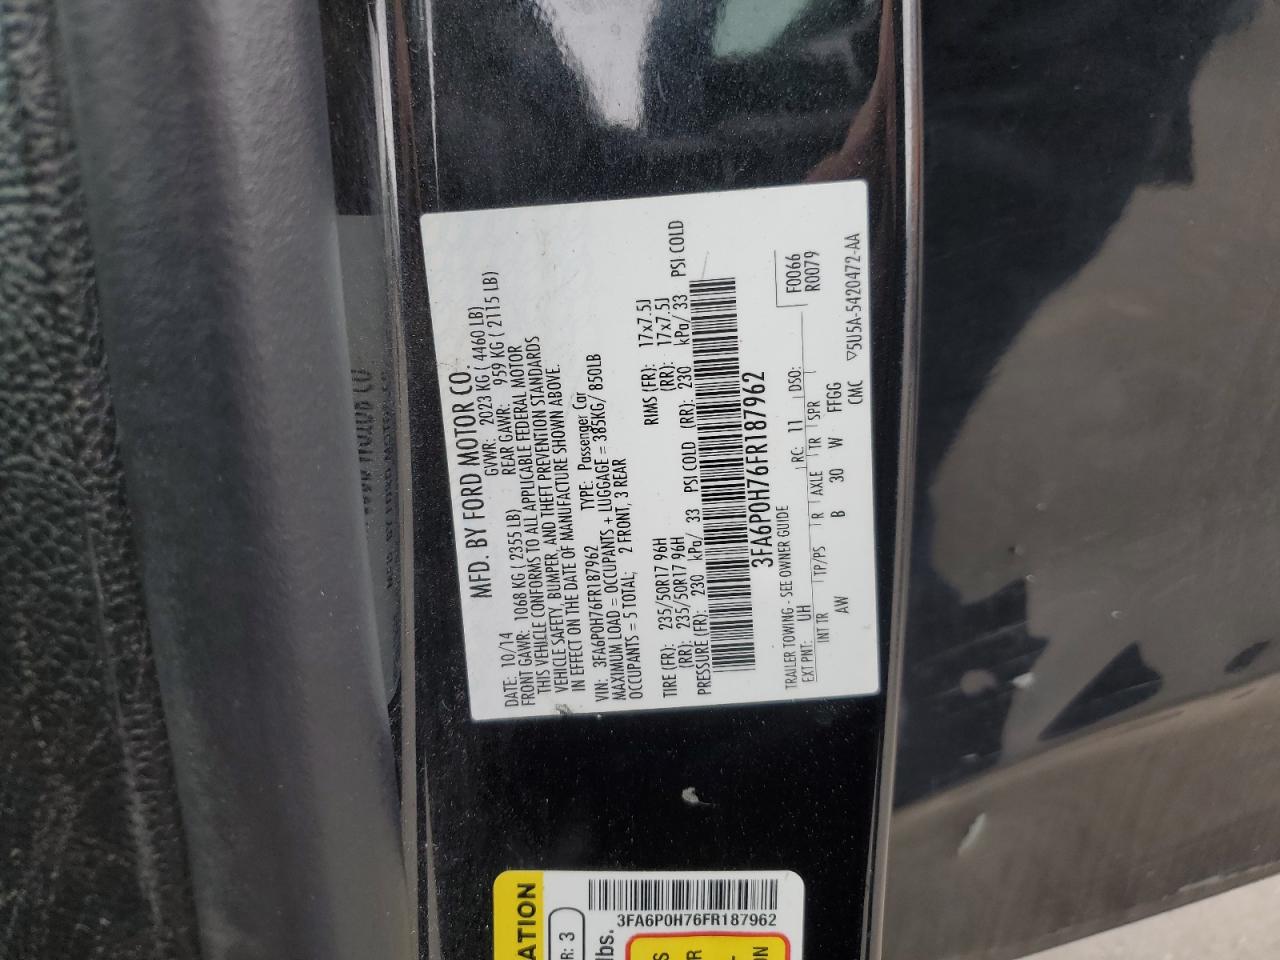 MFD. BY FORD MOTOR CO.
DATE: 10/14 GVWR: 2023 KG ( 4460 LB)
FRONT GAWR: 1068 KG ( 2355 LB) REAR GAWR: 959 KG ( 2115 LB)
THIS VEHICLE CONFORMS TO ALL APPLICABLE FEDERAL MOTOR
VEHICLE SAFETY, BUMPER, AND THEFT PREVENTION STANDARDS
IN EFFECT ON THE DATE OF MANUFACTURE SHOWN ABOVE.
VIN: 3FA6P0H76FR187962 TYPE: Passenger Car
MAXIMUM LOAD = OCCUPANTS + LUGGAGE = 385KG/ 850LB
OCCUPANTS = 5 TOTAL; 2 FRONT, 3 REAR
TIRE (FR): 235/50R17 96H RIMS (FR): 17x7.5J
(RR): 235/50R17 96H (RR): 17x7.5J
PRESSURE (FR): 230 kPa/ 33 PSI COLD (RR): 230 kPa/ 33 PSI COLD
3FA6P0H76FR187962
TRAILER TOWING - SEE OWNER GUIDE
F0066
R0079
EXT PNT: UH RC: 11 DSO:
INT TR TP/PS R AXLE TR SPR
AW B 30 W FFGG
CMC ▽5U5A-5420472-AA
ATION
R: 3
3FA6P0H76FR187962
lbs.